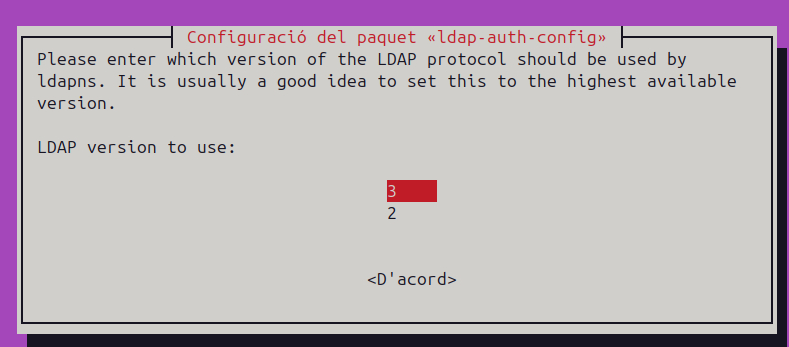 Configuració del paquet «ldap-auth-config»
Please enter which version of the LDAP protocol should be used by
ldapns. It is usually a good idea to set this to the highest available
version.
LDAP version to use:
3
2
<D'acord>